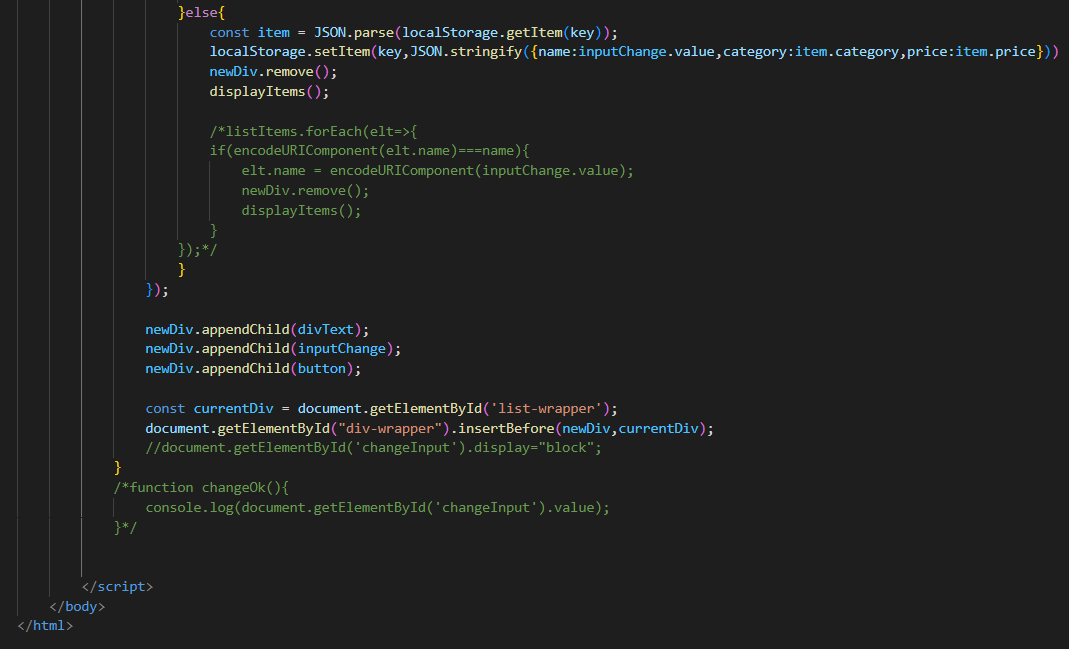 }else{
const item = JSON.parse(localStorage.getItem(key));
localStorage.setItem(key,JSON.stringify({name:inputChange.value,category:item.category,price:item.price}))
newDiv.remove();
displayItems();
/*listItems.forEach(elt=>{
if(encodeURIComponent(elt.name)===name){
elt.name = encodeURIComponent(inputChange.value);
newDiv.remove();
displayItems();
}
});*/
}
});
newDiv.appendChild(divText);
newDiv.appendChild(inputChange);
newDiv.appendChild(button);
const currentDiv = document.getElementById('list-wrapper');
document.getElementById("div-wrapper").insertBefore(newDiv,currentDiv);
//document.getElementById('changeInput').display="block";
}
/*function changeOk(){
console.log(document.getElementById('changeInput').value);
}*/
</script>
</body>
</html>